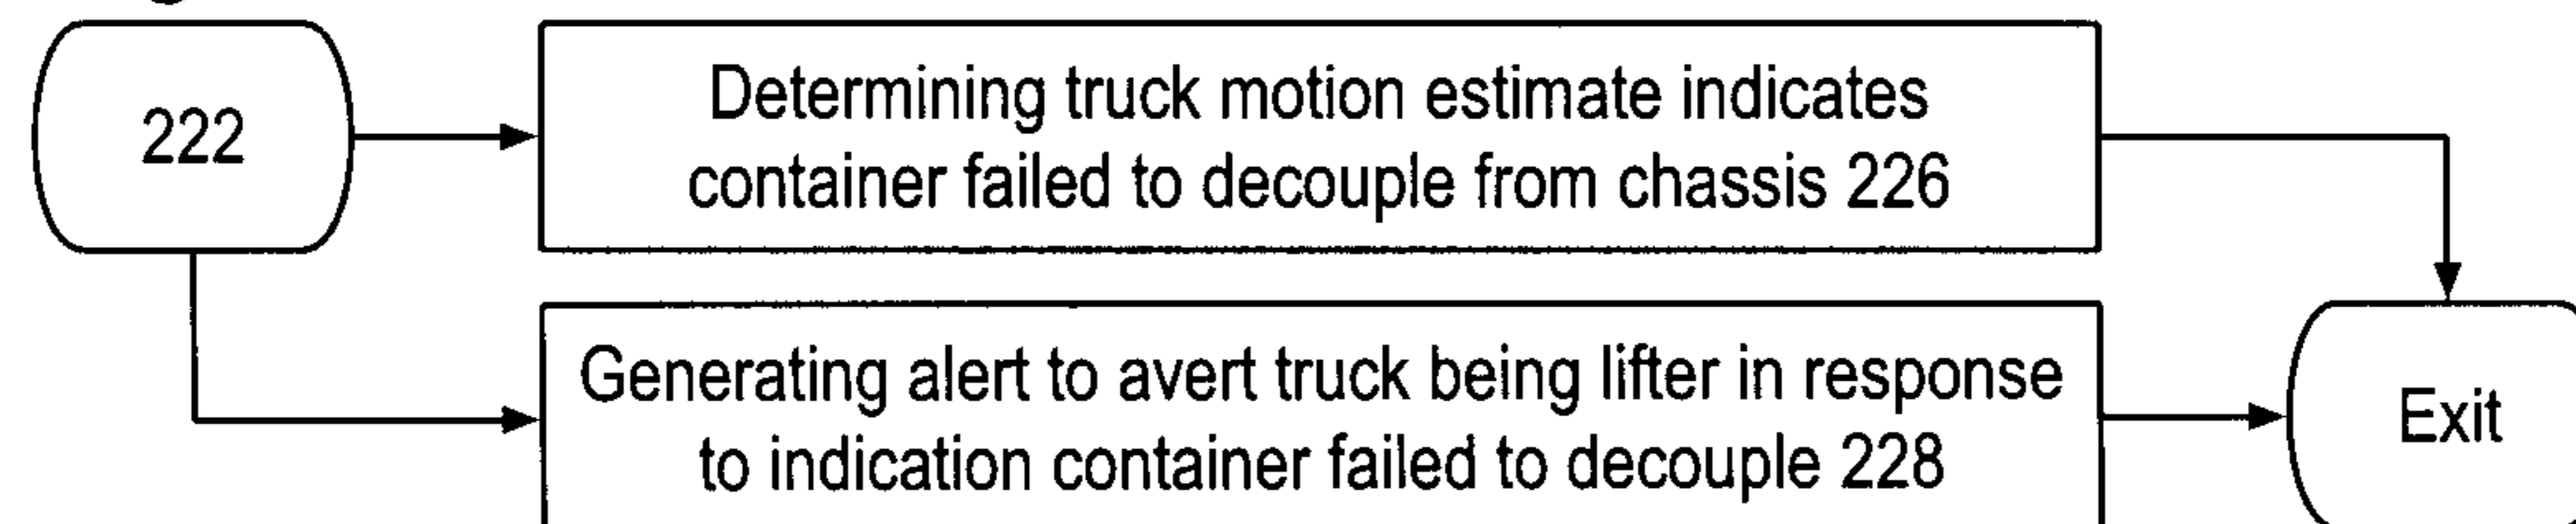 222
Determining truck motion estimate indicates
container failed to decouple from chassis 226
Generating alert to avert truck being lifter in response
to indication container failed to decouple 228
Exit